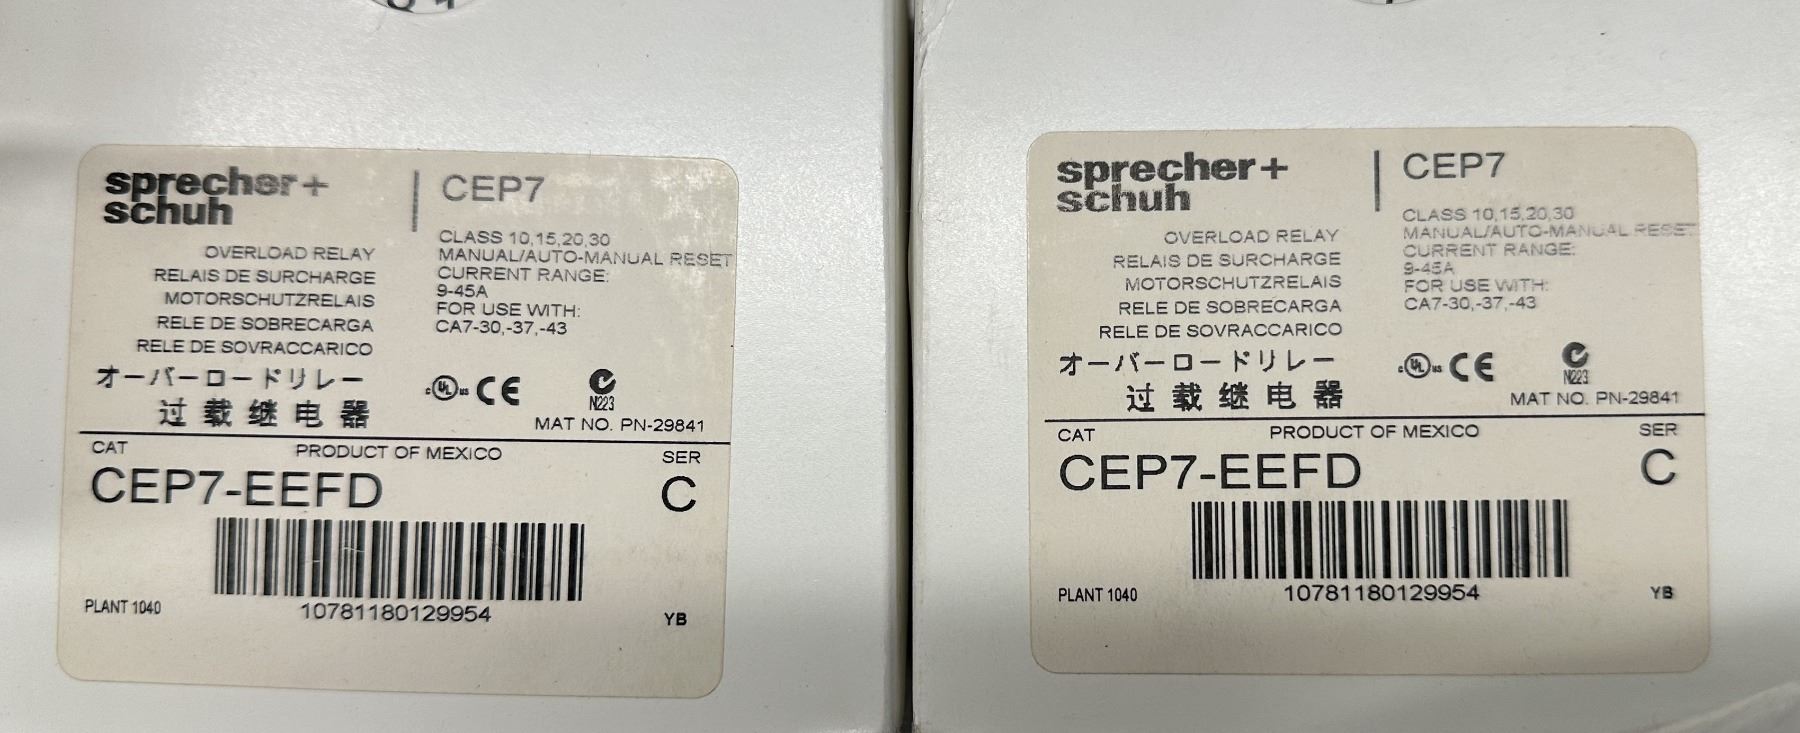 sprecher+
schuh
CEP7
OVERLOAD RELAY
RELAIS DE SURCHARGE
MOTORSCHUTZRELAIS
RELE DE SOBRECARGA
RELE DE SOVRACCARICO
オーバーロードリレー
过载继电器
CLASS 10,15,20,30
MANUAL/AUTO-MANUAL RESET
CURRENT RANGE:
9-45A
FOR USE WITH:
CA7-30,-37,-43
c UL us CE N223
MAT NO. PN-29841
CAT PRODUCT OF MEXICO SER
CEP7-EEFD C
10781180129954
PLANT 1040 YB
sprecher+
schuh
CEP7
OVERLOAD RELAY
RELAIS DE SURCHARGE
MOTORSCHUTZRELAIS
RELE DE SOBRECARGA
RELE DE SOVRACCARICO
オーバーロードリレー
过载继电器
CLASS 10,15,20,30
MANUAL/AUTO-MANUAL RESET
CURRENT RANGE:
9-45A
FOR USE WITH:
CA7-30,-37,-43
c UL us CE N223
MAT NO. PN-29841
CAT PRODUCT OF MEXICO SER
CEP7-EEFD C
10781180129954
PLANT 1040 YB